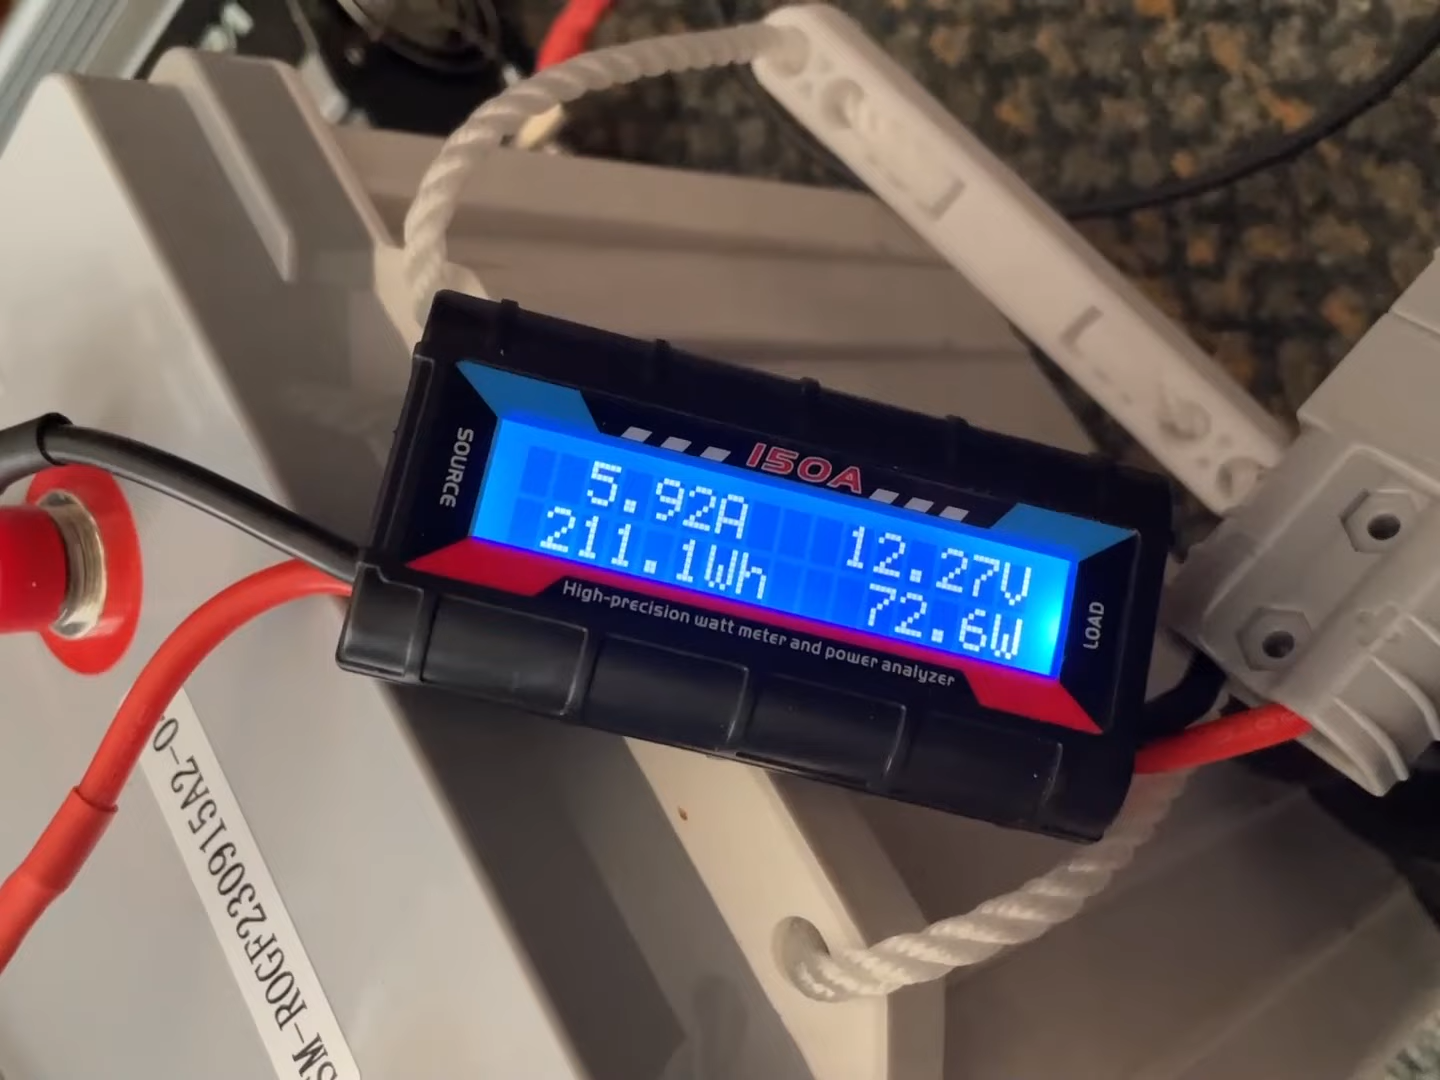 150A
SOURCE
5.92A 12.27V
211.1Wh 72.6W
LOAD
High-precision watt meter and power analyzer
SM-ROGF230915A2-0